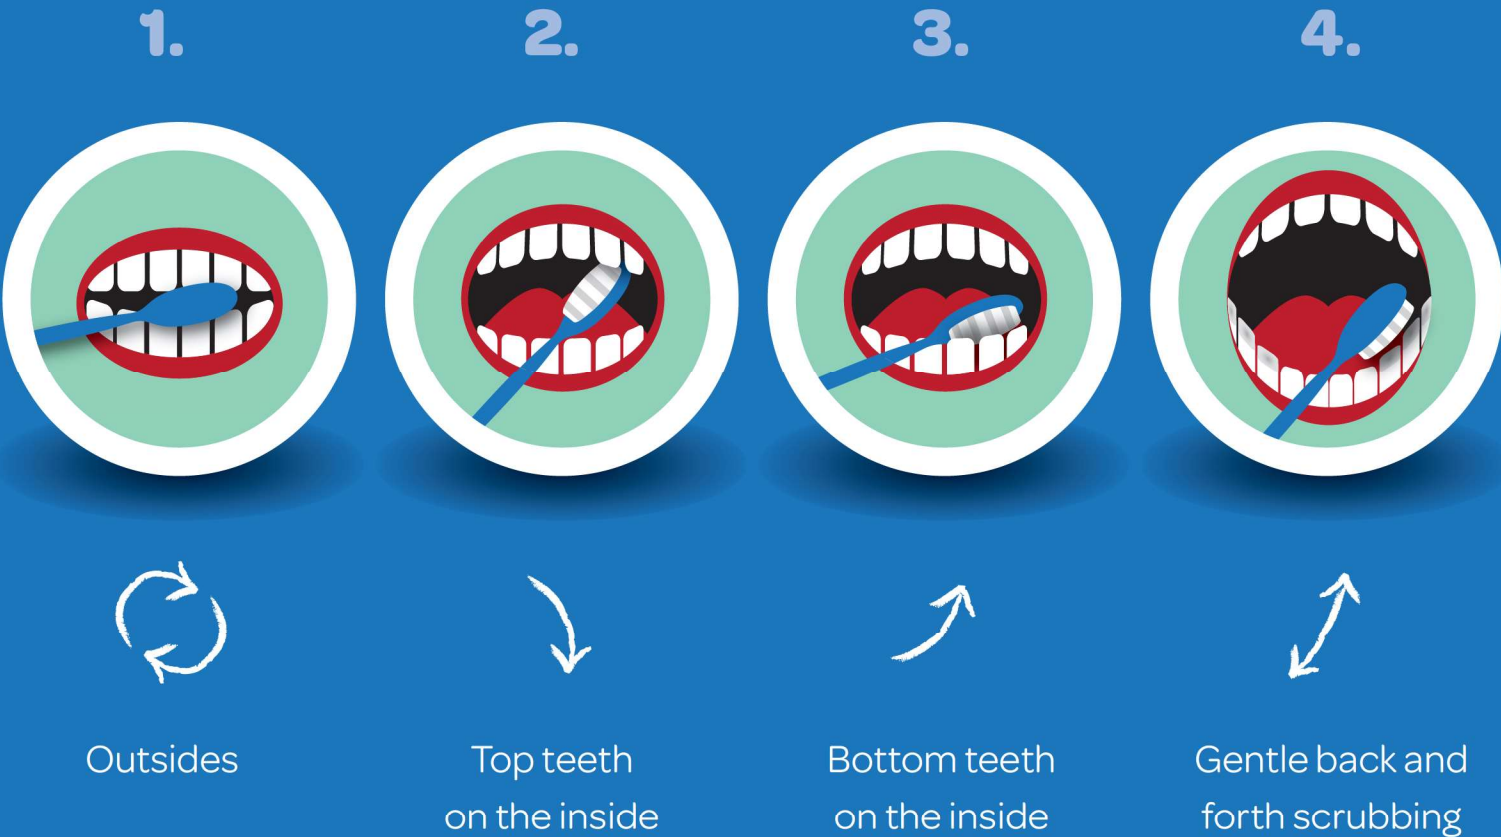 1.
2.
3.
4.
Outsides
Top teeth
on the inside
Bottom teeth
on the inside
Gentle back and
forth scrubbing